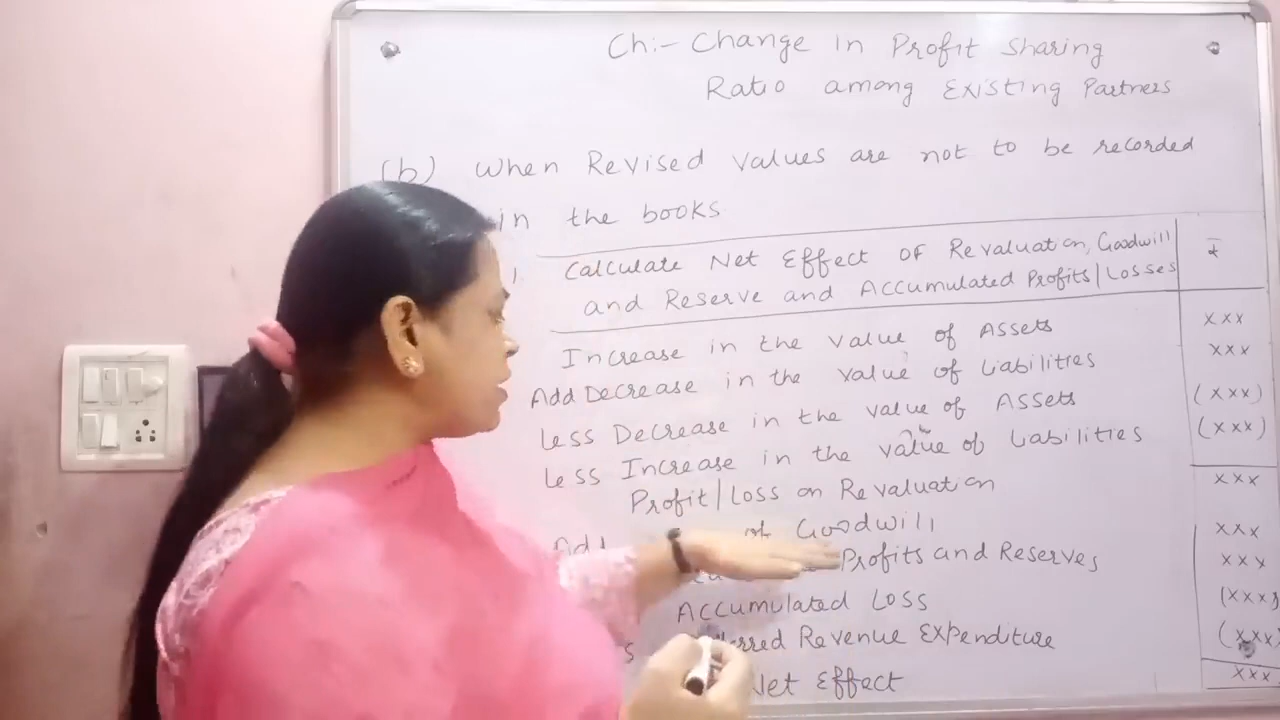 Ch:- Change in Profit Sharing
Ratio among Existing Partners
(b) When Revised values are not to be recorded
in the books
1. Calculate Net Effect of Revaluation, Goodwill ₹
and Reserve and Accumulated Profits/Losses
Increase in the value of Assets xxx
Add Decrease in the value of Liabilities xxx
Less Decrease in the value of Assets (xxx)
Less Increase in the value of Liabilities (xxx)
Profit/Loss on Revaluation xxx
Add of Goodwill xxx
Profits and Reserves xxx
Accumulated Loss (xxx)
Revenue Expenditure (xxx)
Net Effect xxx